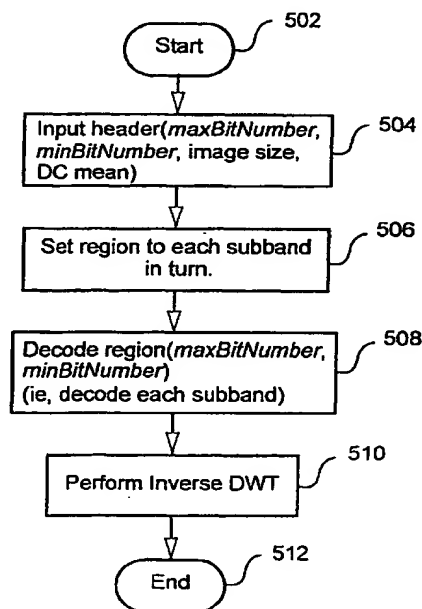 Start
502
Input header(maxBitNumber,
minBitNumber, image size,
DC mean)
504
Set region to each subband
in turn.
506
Decode region(maxBitNumber,
minBitNumber)
(ie, decode each subband)
508
Perform Inverse DWT
510
End
512